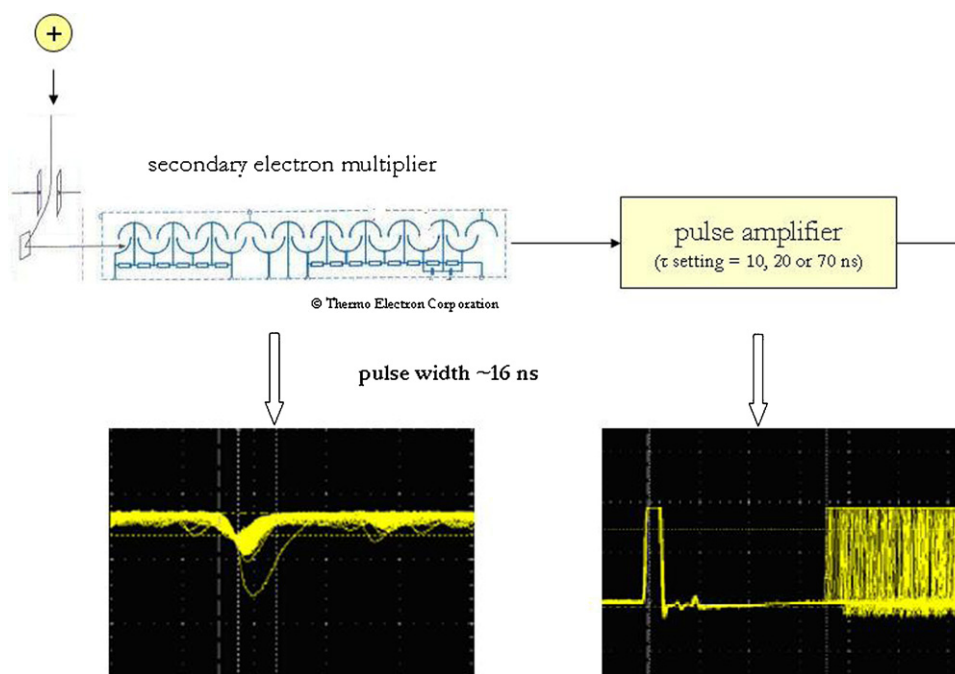 +
secondary electron multiplier
pulse amplifier
(τ setting = 10, 20 or 70 ns)
© Thermo Electron Corporation
pulse width ~16 ns